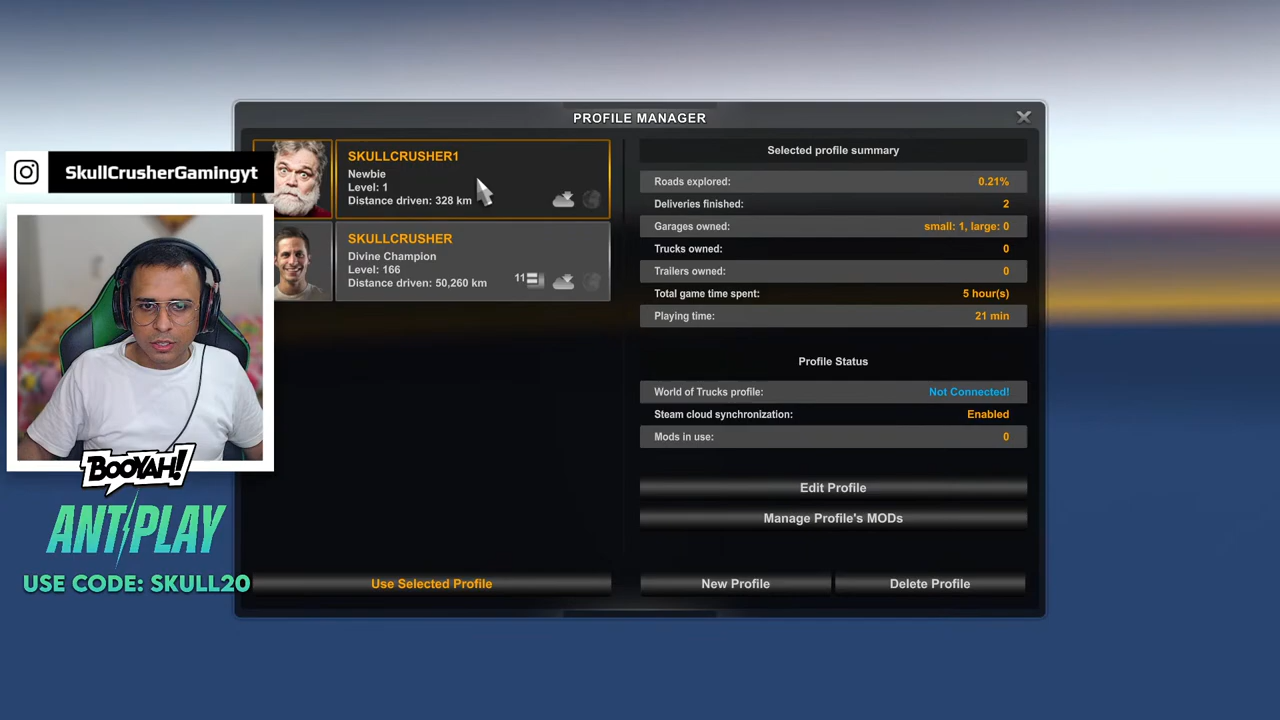 PROFILE MANAGER
SKULLCRUSHER1
Newbie
Level: 1
Distance driven: 328 km
SKULLCRUSHER
Divine Champion
Level: 166
Distance driven: 50,260 km
11
Use Selected Profile
Selected profile summary
Roads explored: 0.21%
Deliveries finished: 2
Garages owned: small: 1, large: 0
Trucks owned: 0
Trailers owned: 0
Total game time spent: 5 hour(s)
Playing time: 21 min
Profile Status
World of Trucks profile: Not Connected!
Steam cloud synchronization: Enabled
Mods in use: 0
Edit Profile
Manage Profile's MODs
New Profile Delete Profile
SkullCrusherGamingyt
BOOYAH!
ANTPLAY
USE CODE: SKULL20